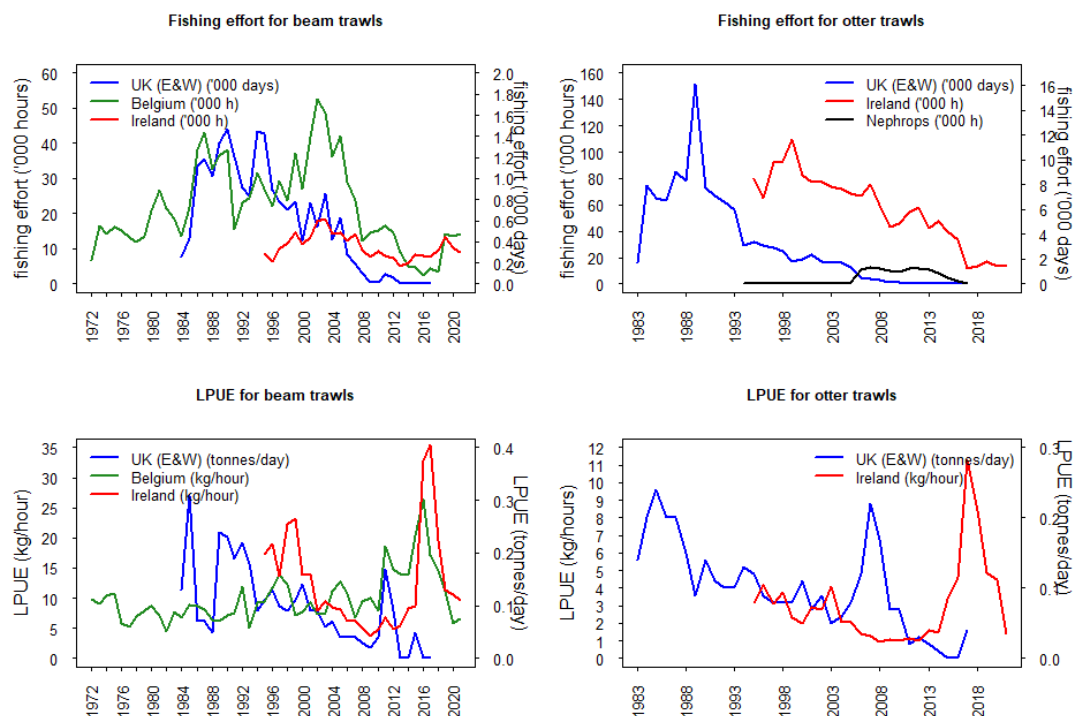 Fishing effort for beam trawls
fishing effort ('000 hours)
60
50
40
30
20
10
0
UK (E&W) ('000 days)
Belgium ('000 h)
Ireland ('000 h)
2.0
1.8
1.6
1.4
1.2
1.0
0.8
0.6
0.4
0.2
0.0
fishing effort ('000 days)
1972 1976 1980 1984 1988 1992 1996 2000 2004 2008 2012 2016 2020
Fishing effort for otter trawls
fishing effort ('000 hours)
160
140
120
100
80
60
40
20
0
UK (E&W) ('000 days)
Ireland ('000 h)
Nephrops ('000 h)
16
14
12
10
8
6
4
2
0
fishing effort ('000 days)
1983 1988 1993 1998 2003 2008 2013 2018
LPUE for beam trawls
LPUE (kg/hour)
35
30
25
20
15
10
5
0
UK (E&W) (tonnes/day)
Belgium (kg/hour)
Ireland (kg/hour)
0.4
0.3
0.2
0.1
0.0
LPUE (tonnes/day)
1972 1976 1980 1984 1988 1992 1996 2000 2004 2008 2012 2016 2020
LPUE for otter trawls
LPUE (kg/hours)
12
11
10
9
8
7
6
5
4
3
2
1
0
UK (E&W) (tonnes/day)
Ireland (kg/hour)
0.3
0.2
0.1
0.0
LPUE (tonnes/day)
1983 1988 1993 1998 2003 2008 2013 2018